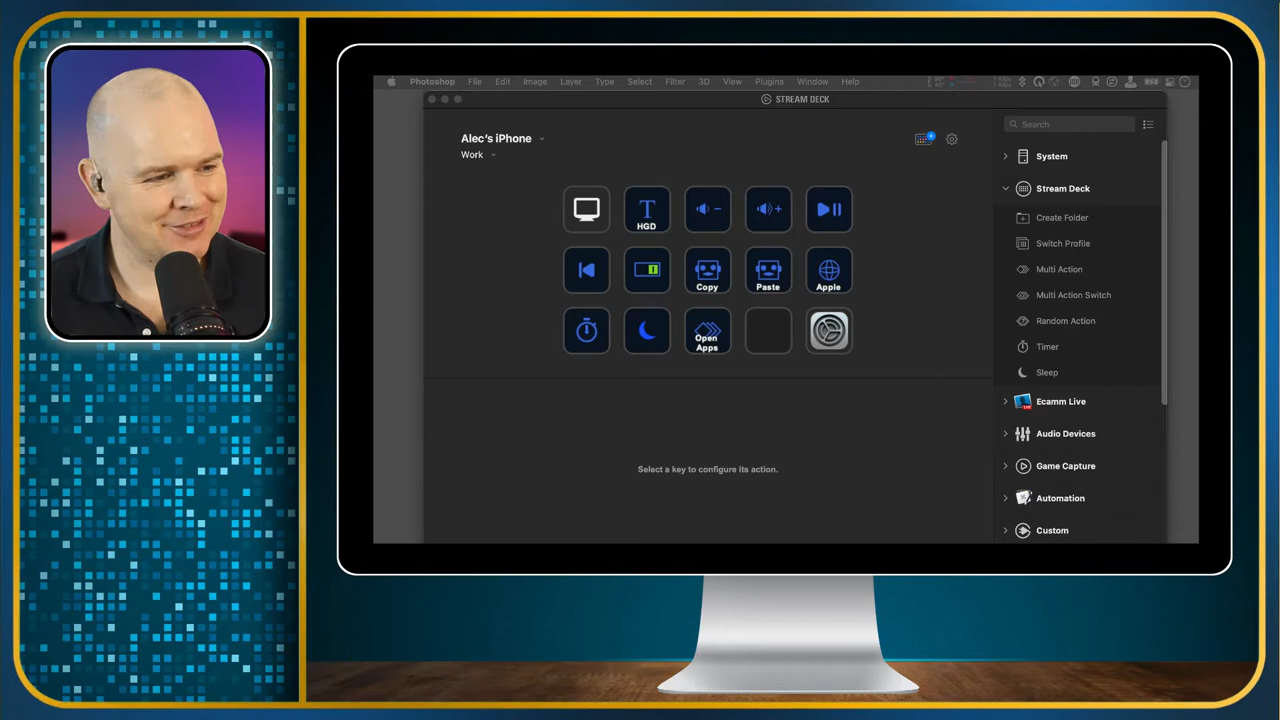 Photoshop File Edit Image Layer Type Select Filter 3D View Plugins Window Help
STREAM DECK
Alec's iPhone
Work
T
HGD
Copy
Paste
Apple
Open
Apps
Select a key to configure its action.
Search
System
Stream Deck
Create Folder
Switch Profile
Multi Action
Multi Action Switch
Random Action
Timer
Sleep
Ecamm Live
Audio Devices
Game Capture
Automation
Custom